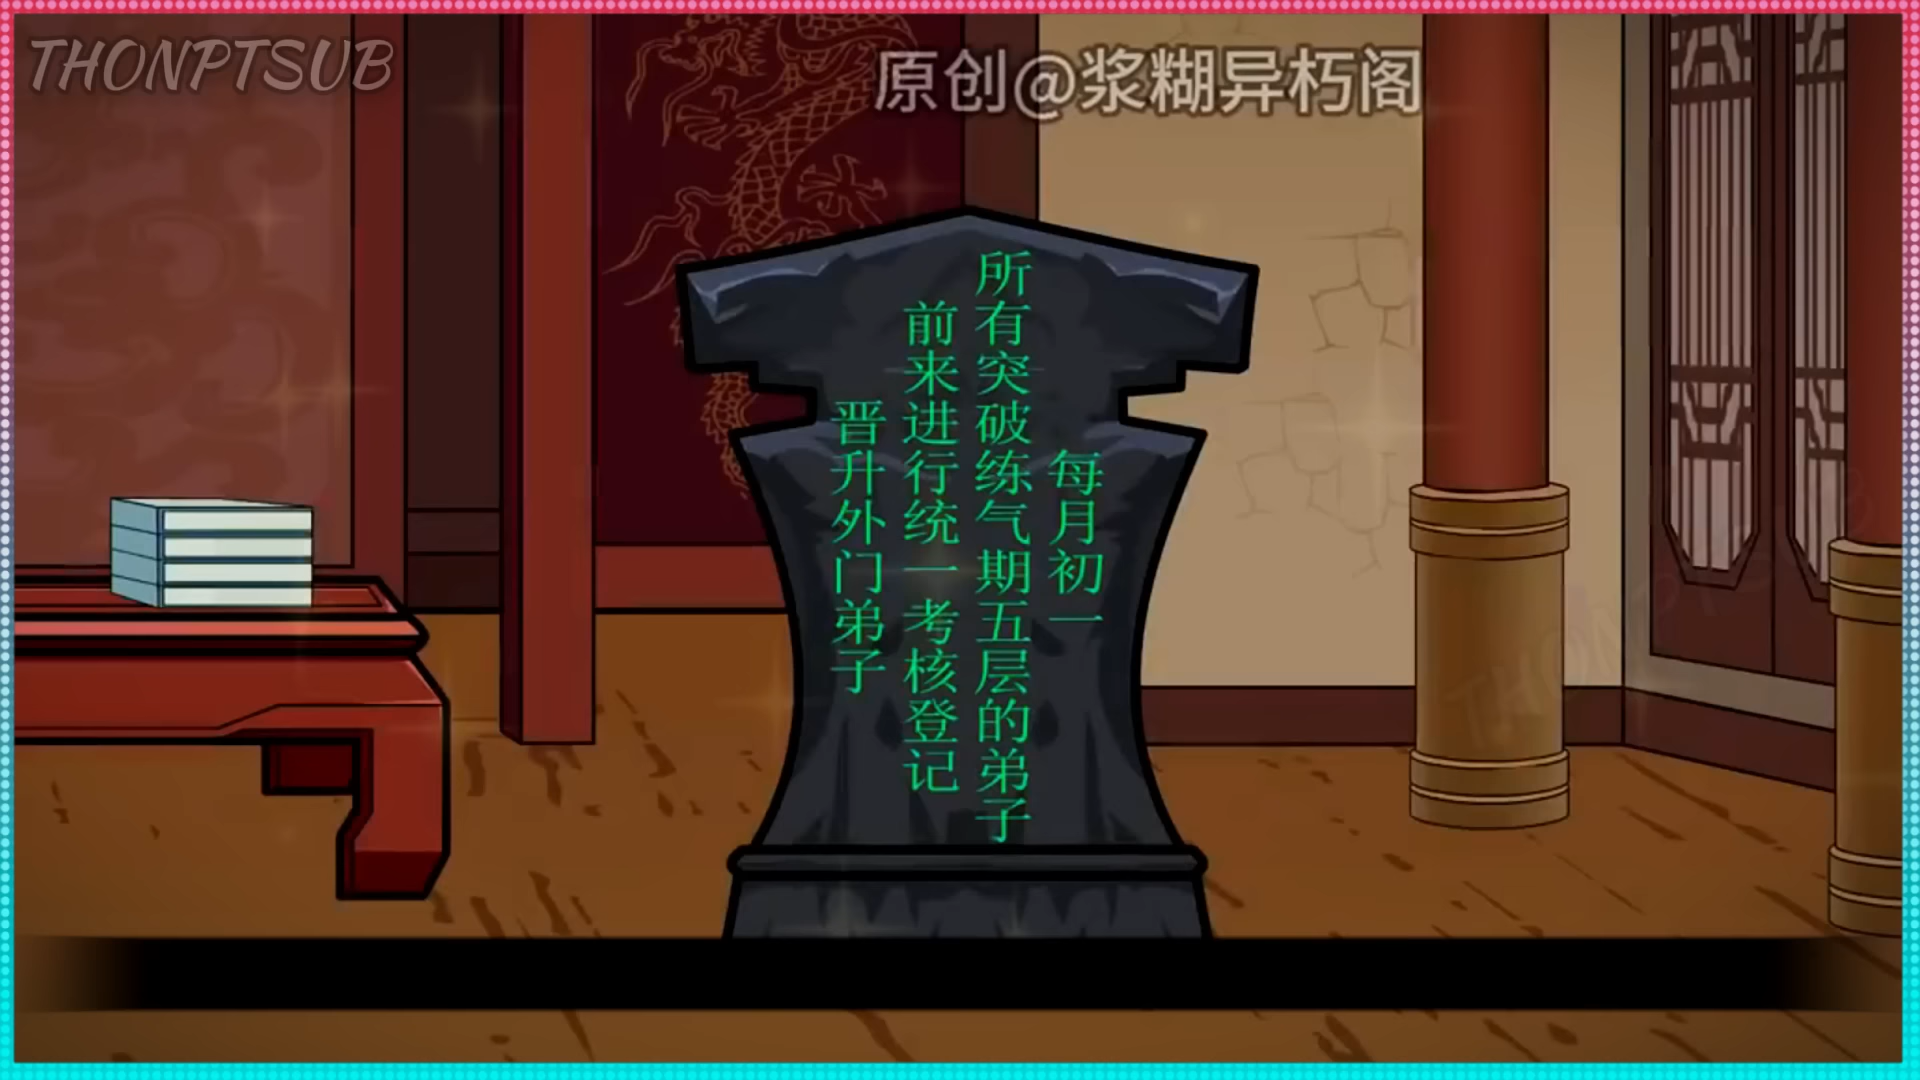 THONPTSUB
原创@浆糊异朽阁
每月初一
所有突破练气期五层的弟子
前来进行统一考核登记
晋升外门弟子